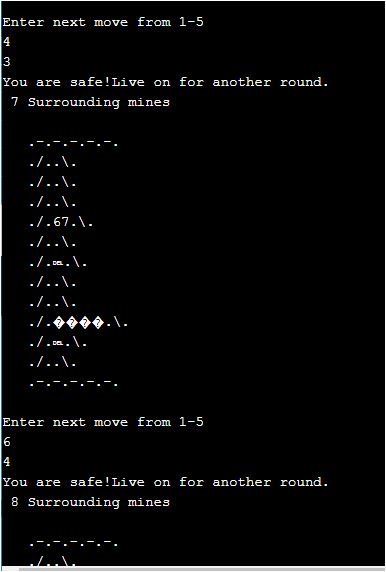 Enter next move from 1-5
4
3
You are safe!Live on for another round.
7 Surrounding mines
.-.-.-.-.-.
./..\.
./..\.
./..\.
./.67.\.
./..\.
./.DEL.\.
./..\.
./..\.
./.����.\.
./.DEL.\.
./..\.
.-.-.-.-.-.
Enter next move from 1-5
6
4
You are safe!Live on for another round.
8 Surrounding mines
.-.-.-.-.-.
./..\.